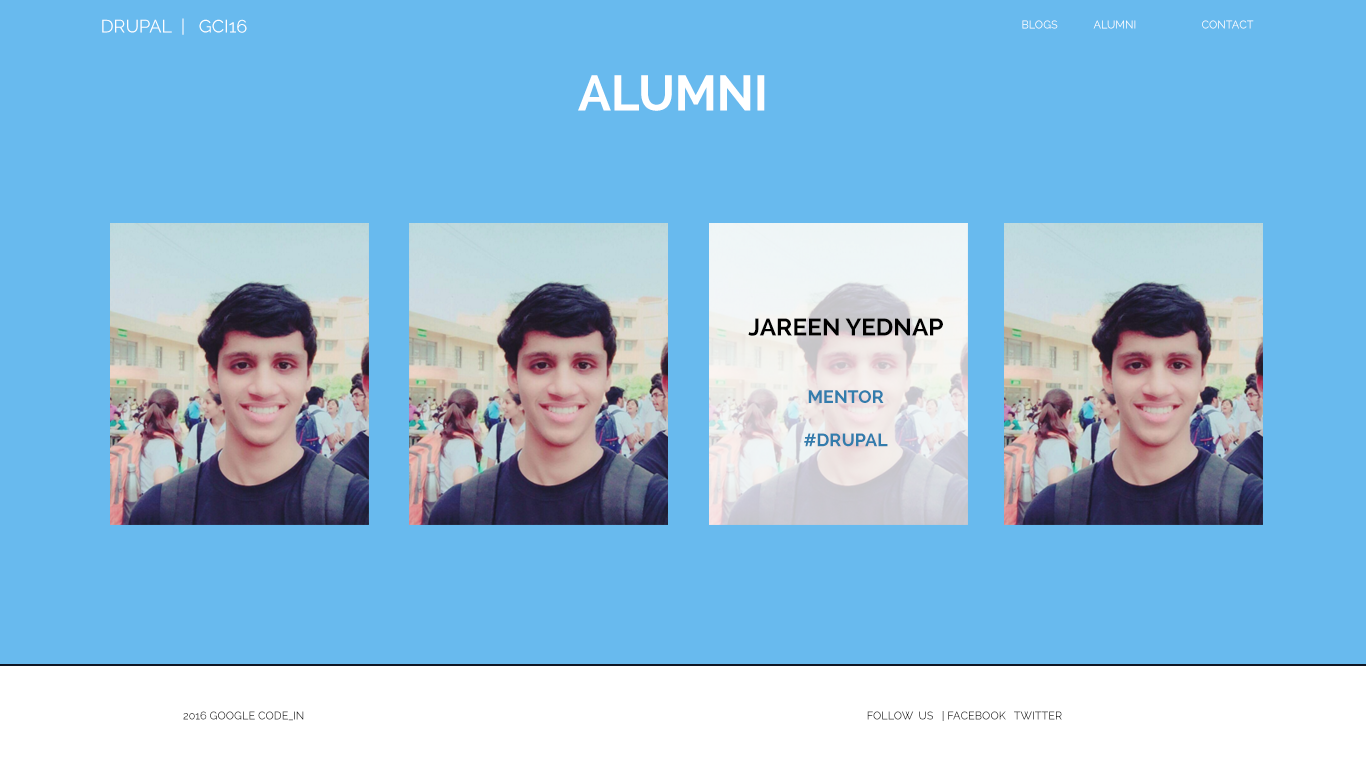 DRUPAL | GCI16
BLOGS ALUMNI CONTACT
ALUMNI
JAREEN YEDNAP
MENTOR
#DRUPAL
2016 GOOGLE CODE_IN
FOLLOW US | FACEBOOK TWITTER